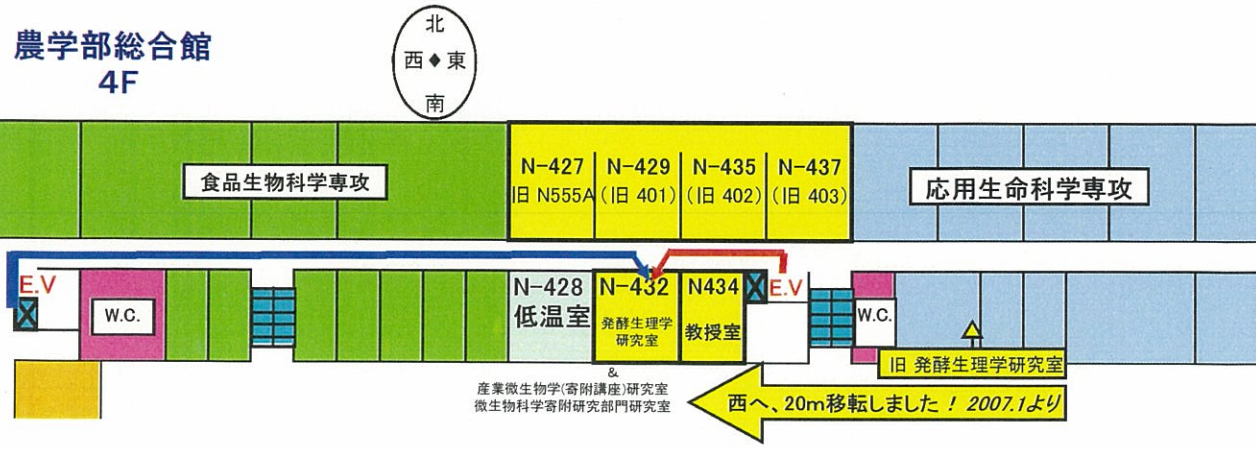 農学部総合館
4F
北
西◆東
南
食品生物科学専攻
N-427
旧 N555A
N-429
(旧 401)
N-435
(旧 402)
N-437
(旧 403)
応用生命科学専攻
E.V
W.C.
N-428
低温室
N-432
発酵生理学
研究室
N434
教授室
E.V
W.C.
旧 発酵生理学研究室
&
産業微生物学(寄附講座)研究室
微生物科学寄附研究部門研究室
西へ、20m移転しました！ 2007.1より